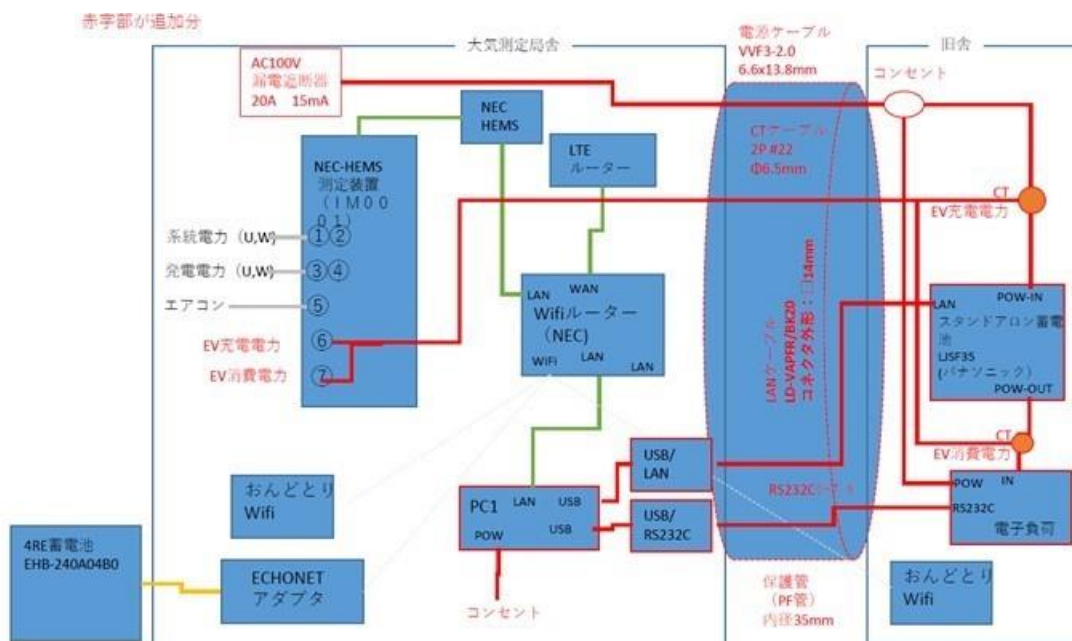 赤字部が追加分
大気測定局舎
旧舎
電源ケーブル
VVF3-2.0
6.6x13.8mm
コンセント
AC100V
漏電遮断器
20A 15mA
NEC
HEMS
LTE
ルーター
CTケーブル
2P #22
Φ6.5mm
NEC-HEMS
測定装置
(IM00
01)
系統電力 (U,W)
①②
発電電力 (U,W)
③④
エアコン
⑤
EV充電電力
⑥
EV消費電力
⑦
CT
EV充電電力
LAN
WAN
Wifiルーター
(NEC)
WiFi
LAN
LAN
LANケーブル
LD-VAPFR/BK20
コネクタ外形:□14mm
LAN
POW-IN
スタンドアロン蓄電
池
LJSF35
(パナソニック)
POW-OUT
CT
EV消費電力
USB/
LAN
おんどとり
Wifi
PC1
LAN
USB
USB
POW
USB/
RS232C
POW
IN
RS232C
電子負荷
4RE蓄電池
EHB-240A04B0
ECHONET
アダプタ
コンセント
保護管
(PF管)
内径35mm
おんどとり
Wifi